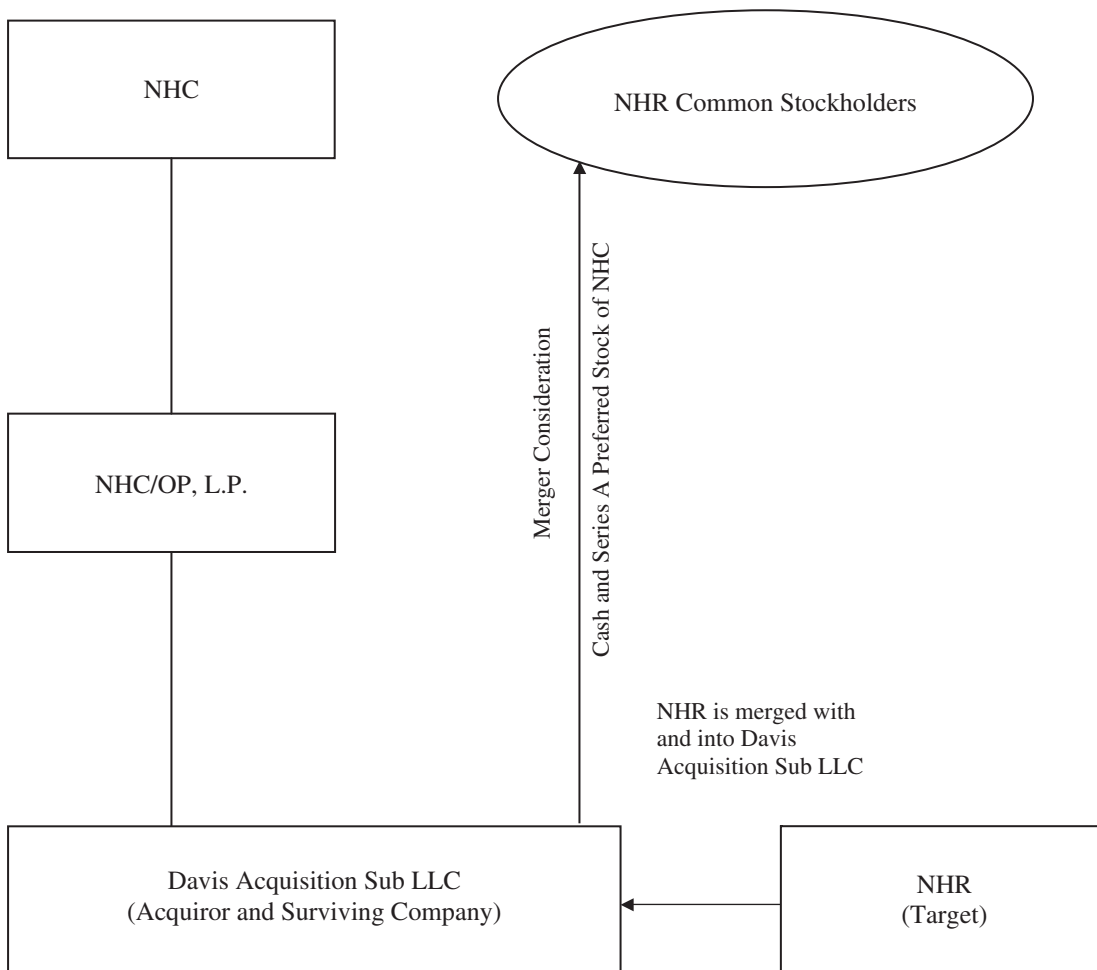 NHC
NHR Common Stockholders
NHC/OP, L.P.
Merger Consideration
Cash and Series A Preferred Stock of NHC
NHR is merged with
and into Davis
Acquisition Sub LLC
Davis Acquisition Sub LLC
(Acquiror and Surviving Company)
NHR
(Target)